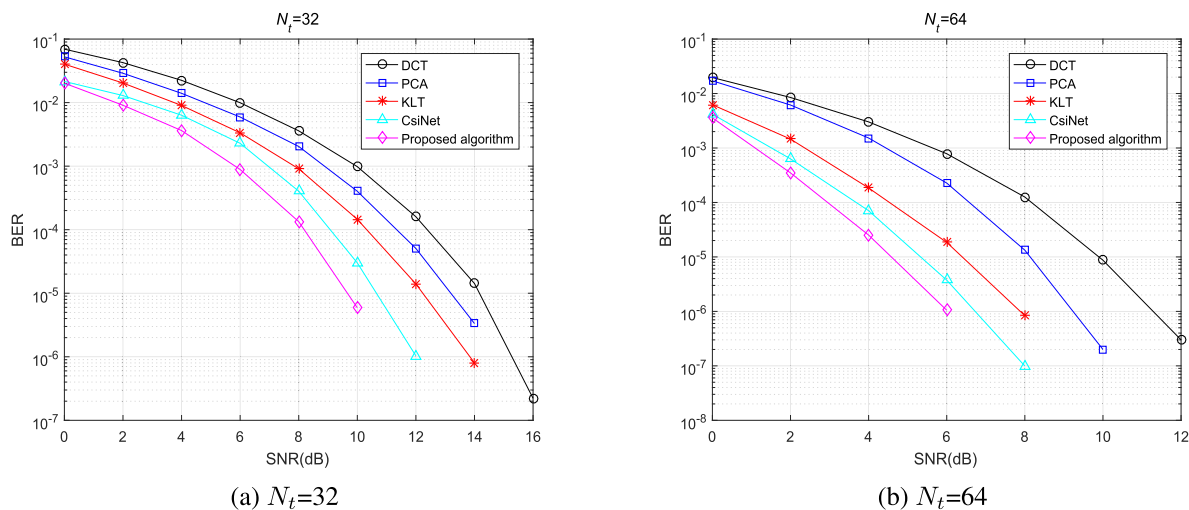 N_t=32
10^-1
10^-2
10^-3
10^-4
10^-5
10^-6
10^-7
BER
DCT
PCA
KLT
CsiNet
Proposed algorithm
0 2 4 6 8 10 12 14 16
SNR(dB)
(a) N_t=32
N_t=64
10^-1
10^-2
10^-3
10^-4
10^-5
10^-6
10^-7
10^-8
BER
DCT
PCA
KLT
CsiNet
Proposed algorithm
0 2 4 6 8 10 12
SNR(dB)
(b) N_t=64